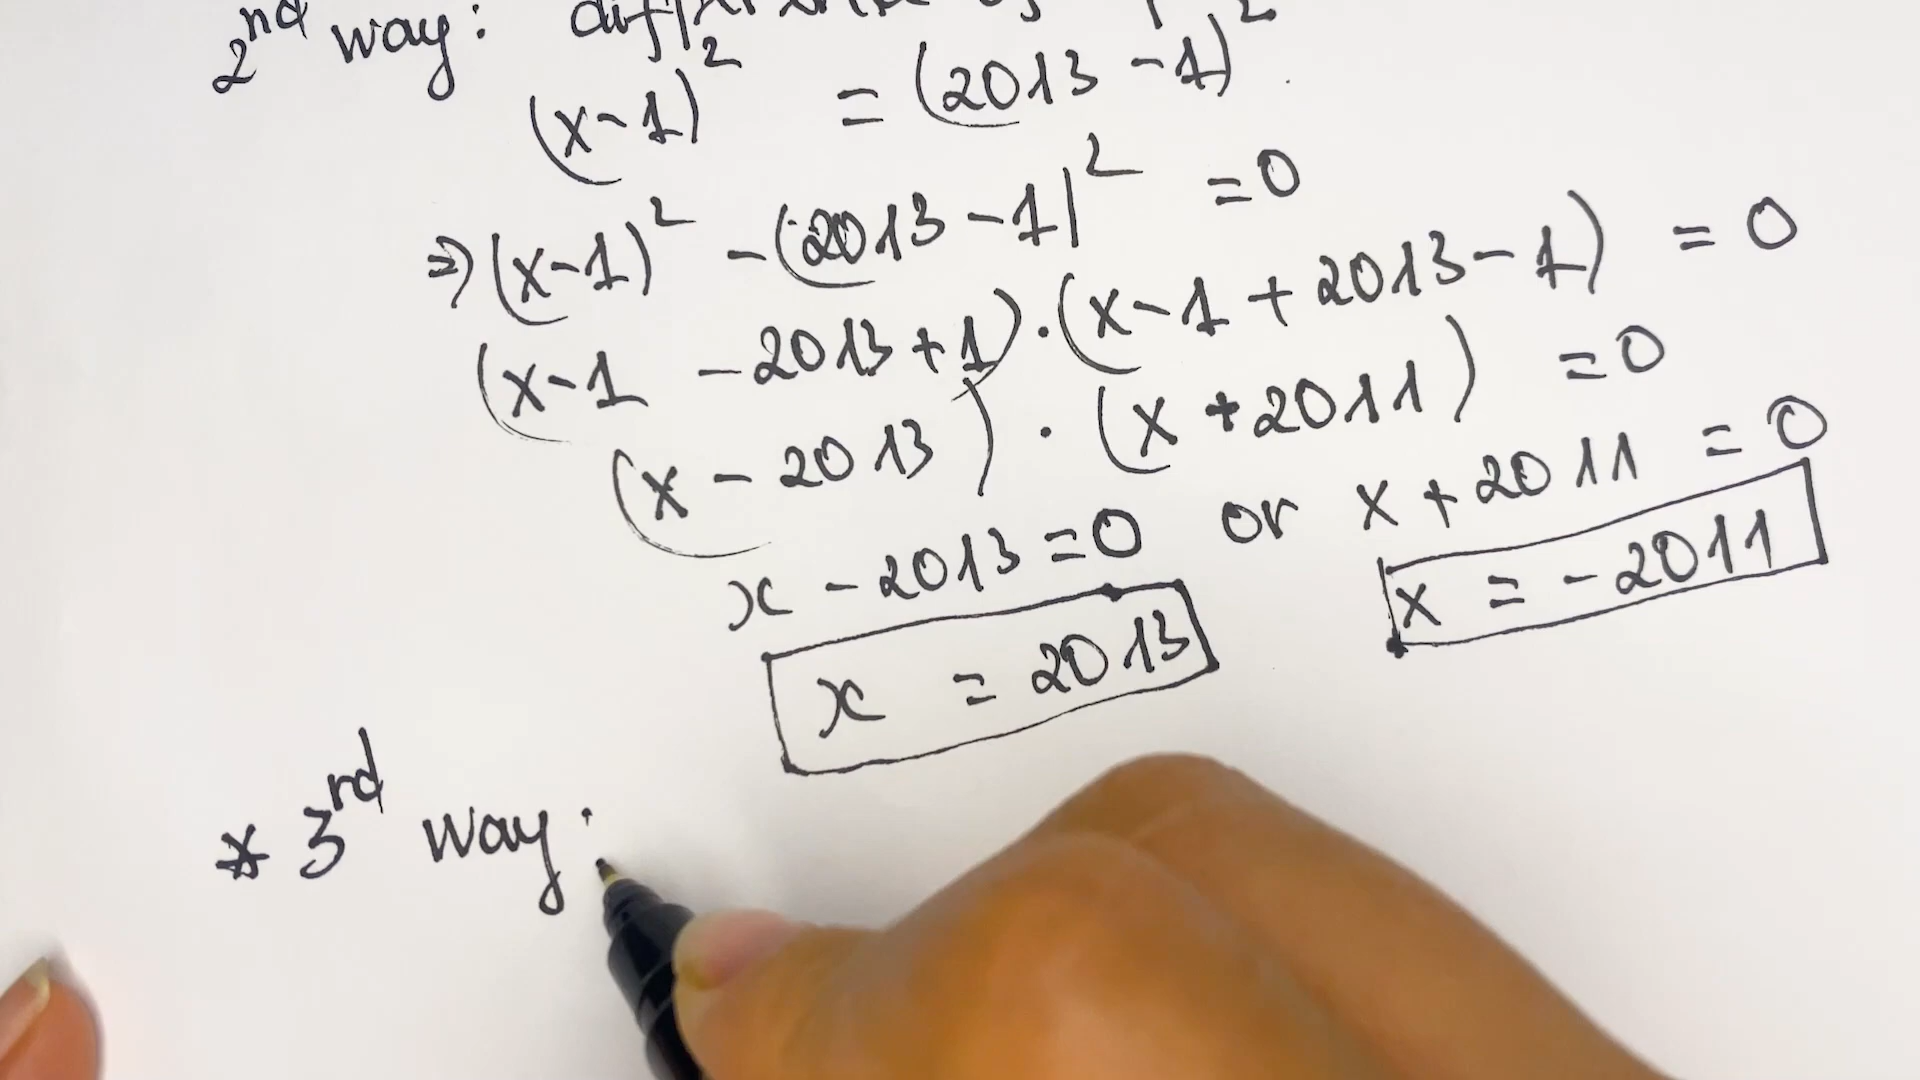 2nd way:
(x-1)² = (2013-1)²
⇒ (x-1)² - (2013-1)² = 0
(x-1 -2013+1)·(x-1+2013-1) = 0
(x-2013)·(x+2011) = 0
x-2013=0 or x+2011 = 0
x = 2013 x = -2011
* 3rd way: